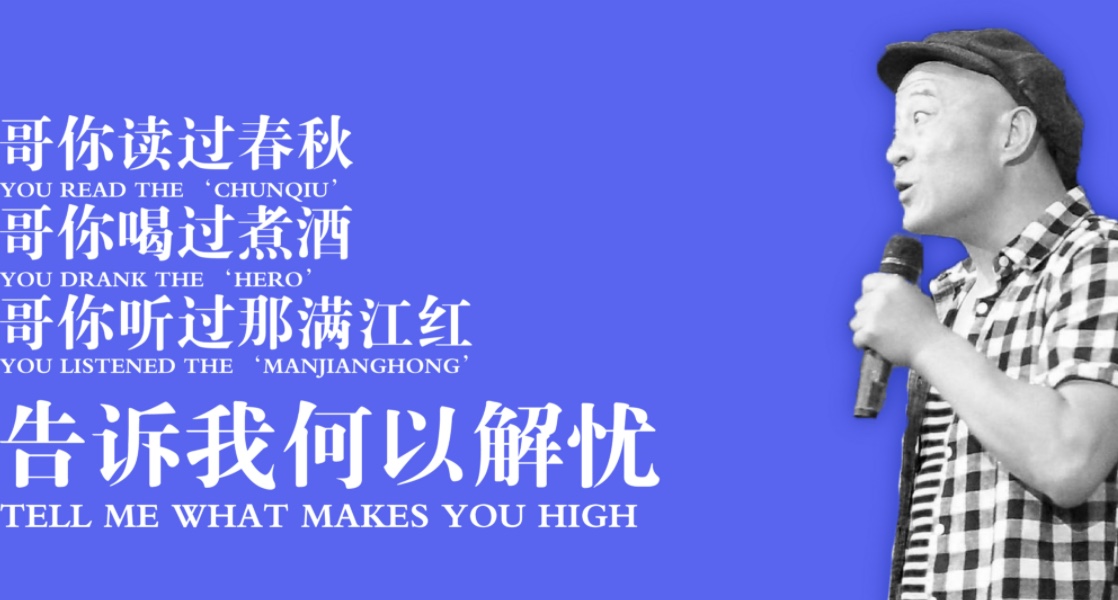 哥你读过春秋
YOU READ THE ‘CHUNQIU’
哥你喝过煮酒
YOU DRANK THE ‘HERO’
哥你听过那满江红
YOU LISTENED THE ‘MANJIANGHONG’
告诉我何以解忧
TELL ME WHAT MAKES YOU HIGH